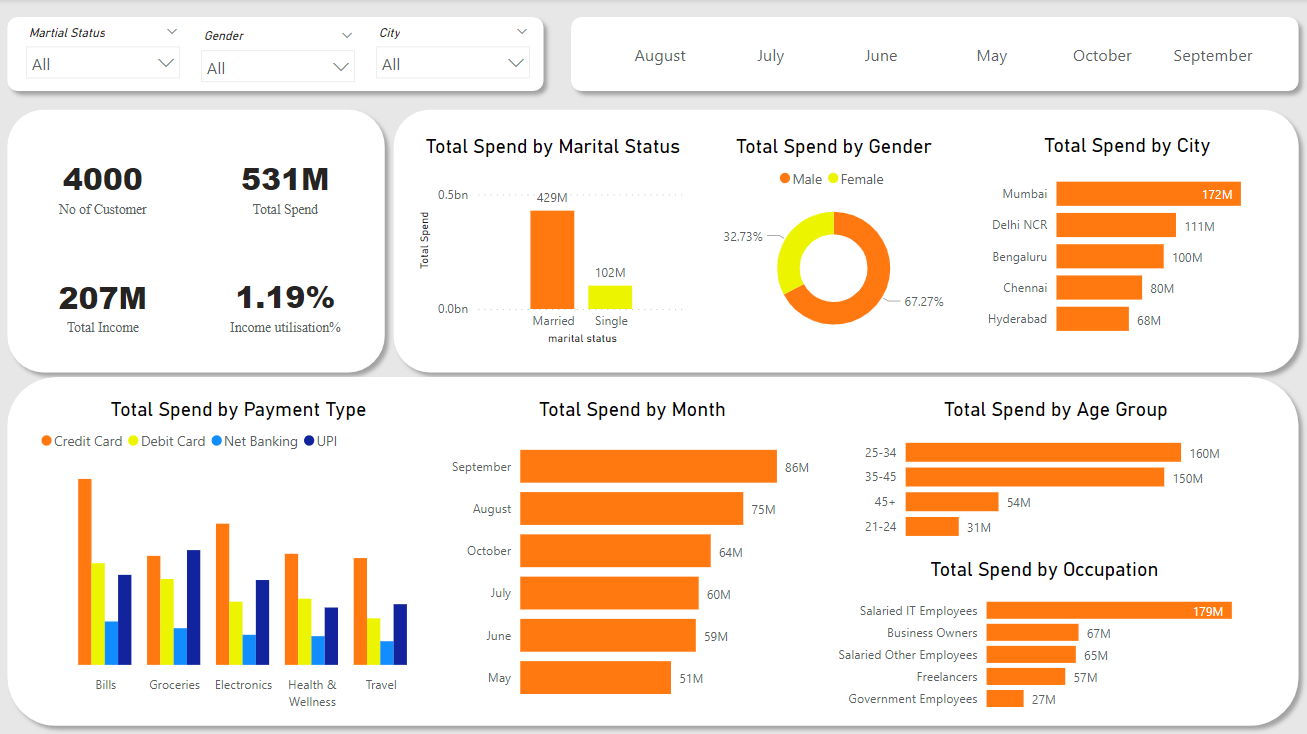 Martial Status
All
Gender
All
City
All
August July June May October September
4000
No of Customer
531M
Total Spend
207M
Total Income
1.19%
Income utilisation%
Total Spend by Marital Status
Total Spend
0.5bn
0.0bn
429M
102M
Married Single
marital status
Total Spend by Gender
Male Female
32.73%
67.27%
Total Spend by City
Mumbai 172M
Delhi NCR 111M
Bengaluru 100M
Chennai 80M
Hyderabad 68M
Total Spend by Payment Type
Credit Card Debit Card Net Banking UPI
Bills Groceries Electronics Health & Travel
Wellness
Total Spend by Month
September 86M
August 75M
October 64M
July 60M
June 59M
May 51M
Total Spend by Age Group
25-34 160M
35-45 150M
45+ 54M
21-24 31M
Total Spend by Occupation
Salaried IT Employees 179M
Business Owners 67M
Salaried Other Employees 65M
Freelancers 57M
Government Employees 27M